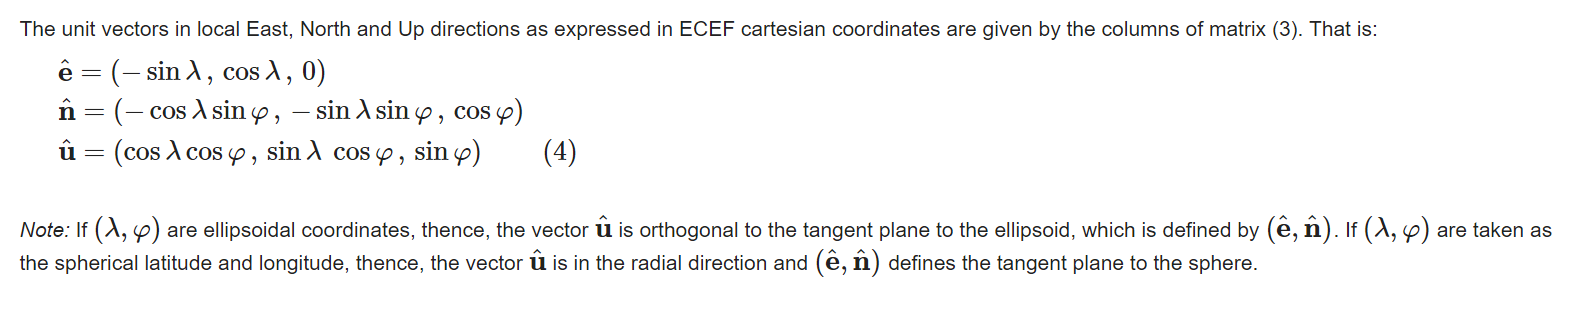 The unit vectors in local East, North and Up directions as expressed in ECEF cartesian coordinates are given by the columns of matrix (3). That is:
ê = (− sin λ, cos λ, 0)
n̂ = (− cos λ sin φ, − sin λ sin φ, cos φ)
û = (cos λ cos φ, sin λ cos φ, sin φ) (4)
Note: If (λ, φ) are ellipsoidal coordinates, thence, the vector û is orthogonal to the tangent plane to the ellipsoid, which is defined by (ê, n̂). If (λ, φ) are taken as
the spherical latitude and longitude, thence, the vector û is in the radial direction and (ê, n̂) defines the tangent plane to the sphere.